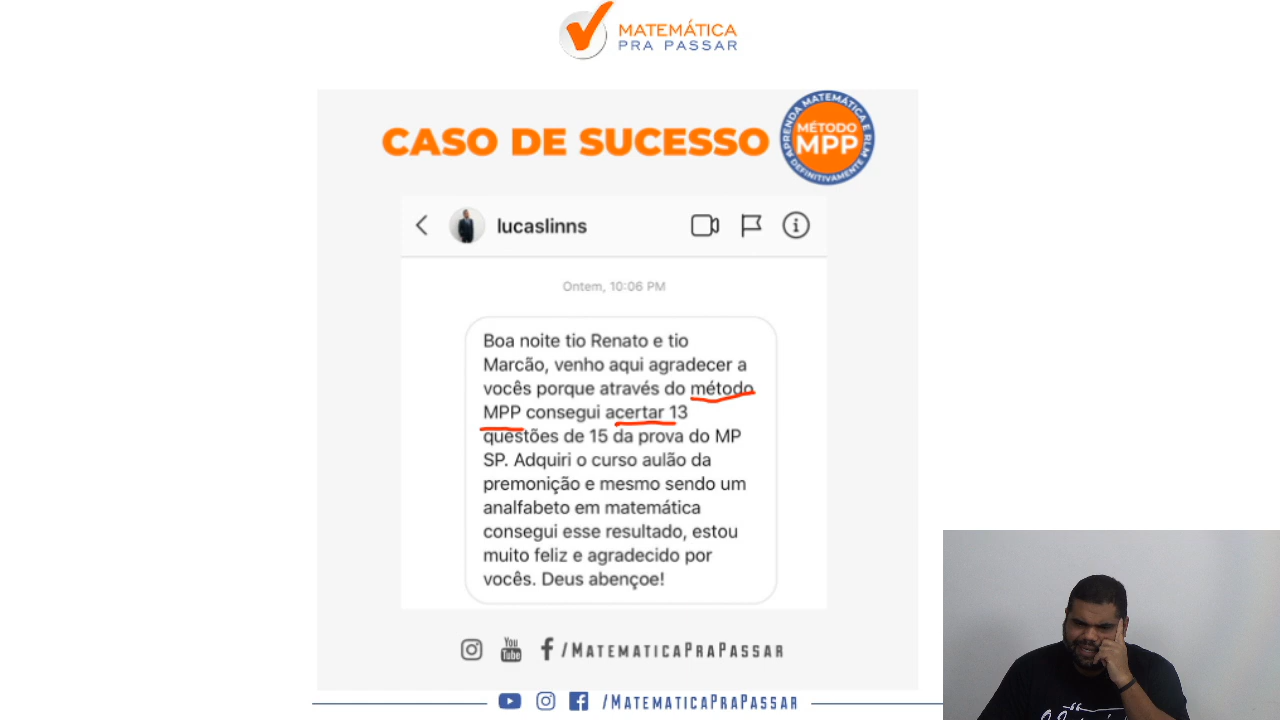 MATEMÁTICA
PRA PASSAR
CASO DE SUCESSO
APRENDA MATEMÁTICA E RLM
MÉTODO
MPP
DEFINITIVAMENTE
lucaslinns
Ontem, 10:06 PM
Boa noite tio Renato e tio
Marcão, venho aqui agradecer a
vocês porque através do método
MPP consegui acertar 13
questões de 15 da prova do MP
SP. Adquiri o curso aulão da
premonição e mesmo sendo um
analfabeto em matemática
consegui esse resultado, estou
muito feliz e agradecido por
vocês. Deus abençoe!
You
Tube
/MATEMATICAPRAPASSAR
/MATEMATICAPRAPASSAR